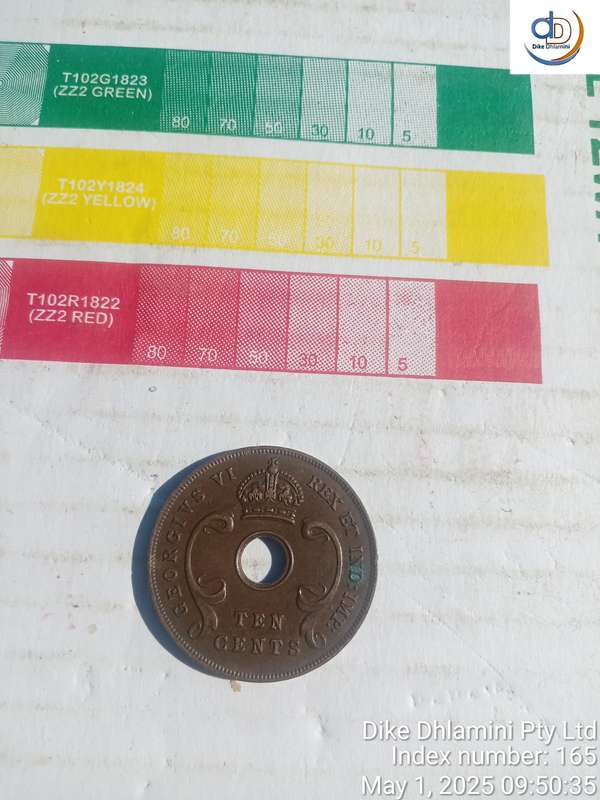 Dike Dhlamini
T102G1823
(ZZ2 GREEN)
80 70 50 30 10 5
T102Y1824
(ZZ2 YELLOW)
80 70 50 30 10 5
T102R1822
(ZZ2 RED)
80 70 50 30 10 5
GEORGIVS VI REX ET IND:IMP:
TEN
CENTS
Dike Dhlamini Pty Ltd
Index number: 165
May 1, 2025 09:50:35